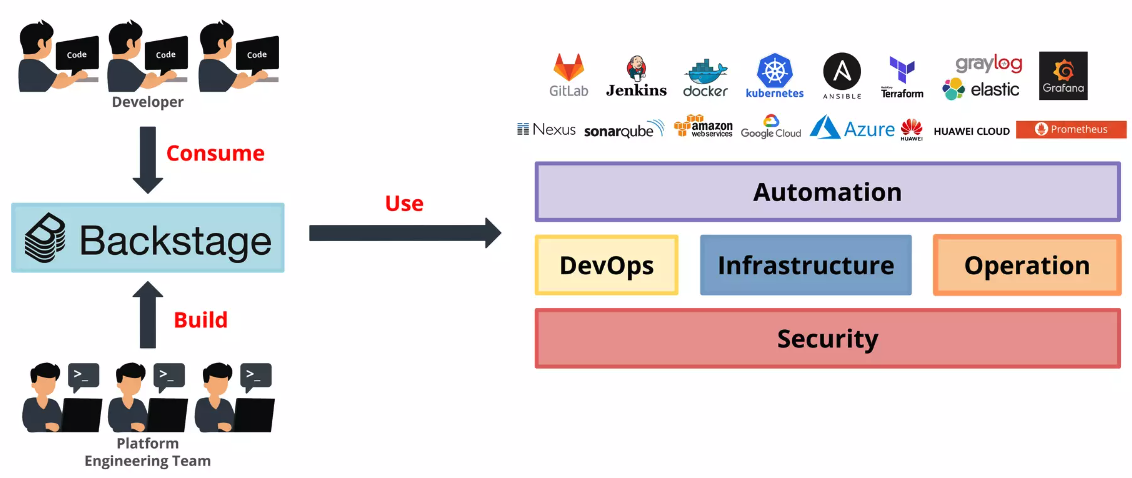 Code
Code
Code
Developer
Consume
Backstage
Build
>_
>_
>_
Platform
Engineering Team
Use
GitLab
Jenkins
docker
kubernetes
ANSIBLE
HashiCorp
Terraform
graylog
elastic
Grafana
Nexus
sonarqube
amazon
webservices
Google Cloud
Azure
HUAWEI
HUAWEI CLOUD
Prometheus
Automation
DevOps
Infrastructure
Operation
Security